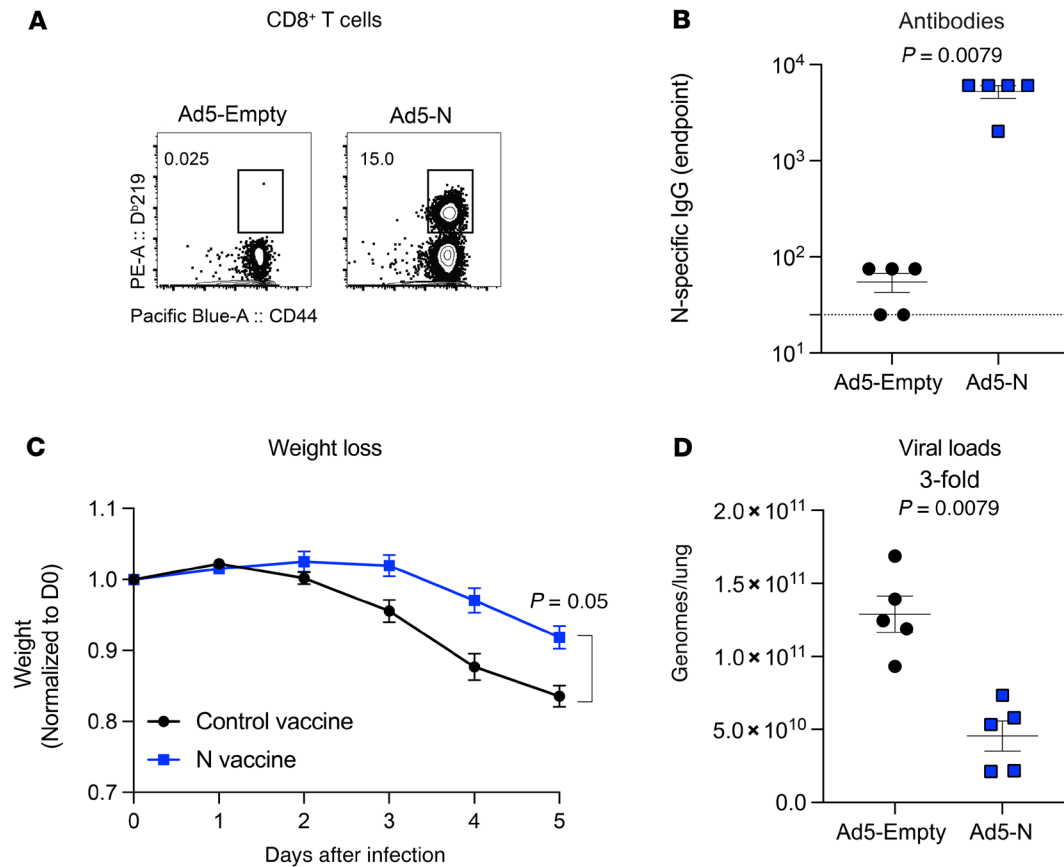 A
CD8⁺ T cells
Ad5-Empty
Ad5-N
0.025
15.0
PE-A :: Dᵇ219
Pacific Blue-A :: CD44
B
Antibodies
P = 0.0079
N-specific IgG (endpoint)
10⁴
10³
10²
10¹
Ad5-Empty
Ad5-N
C
Weight loss
Weight
(Normalized to D0)
1.1
1.0
0.9
0.8
0.7
P = 0.05
Control vaccine
N vaccine
0 1 2 3 4 5
Days after infection
D
Viral loads
3-fold
P = 0.0079
Genomes/lung
2.0 × 10¹¹
1.5 × 10¹¹
1.0 × 10¹¹
5.0 × 10¹⁰
0.0
Ad5-Empty
Ad5-N